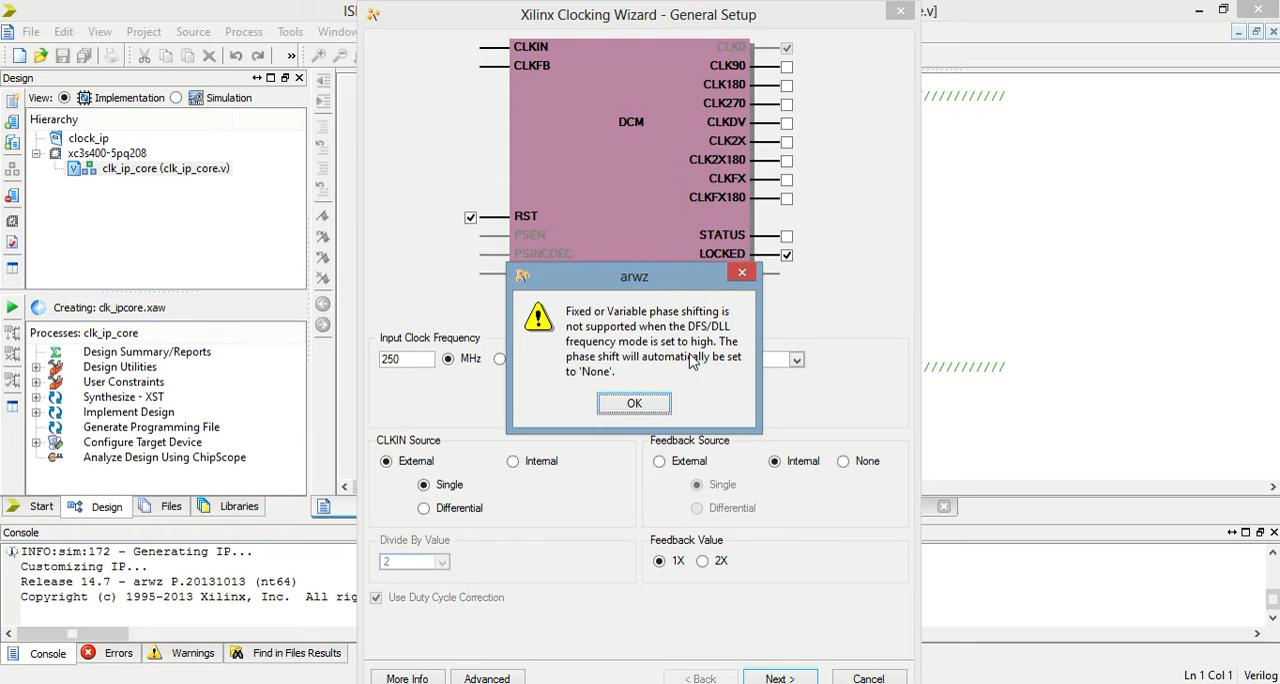 ISE
Xilinx Clocking Wizard - General Setup
v]
File Edit View Project Source Process Tools Window
»
Design
View: Implementation Simulation
Hierarchy
clock_ip
xc3s400-5pq208
clk_ip_core (clk_ip_core.v)
Creating: clk_ipcore.xaw
Processes: clk_ip_core
Design Summary/Reports
Design Utilities
User Constraints
Synthesize - XST
Implement Design
Generate Programming File
Configure Target Device
Analyze Design Using ChipScope
Start Design Files Libraries
Console
INFO:sim:172 - Generating IP...
Customizing IP...
Release 14.7 - arwz P.20131013 (nt64)
Copyright (c) 1995-2013 Xilinx, Inc. All rig
Console Errors Warnings Find in Files Results
CLKIN
CLKFB
DCM
RST
PSEN
PSINCDEC
CLK0
CLK90
CLK180
CLK270
CLKDV
CLK2X
CLK2X180
CLKFX
CLKFX180
STATUS
LOCKED
arwz
Fixed or Variable phase shifting is
not supported when the DFS/DLL
frequency mode is set to high. The
phase shift will automatically be set
to 'None'.
OK
Input Clock Frequency
250 MHz
CLKIN Source
External Internal
Single
Differential
Feedback Source
External Internal None
Single
Differential
Divide By Value
2
Feedback Value
1X 2X
Use Duty Cycle Correction
More Info Advanced < Back Next > Cancel
///////////
///////////
Ln 1 Col 1 Verilog